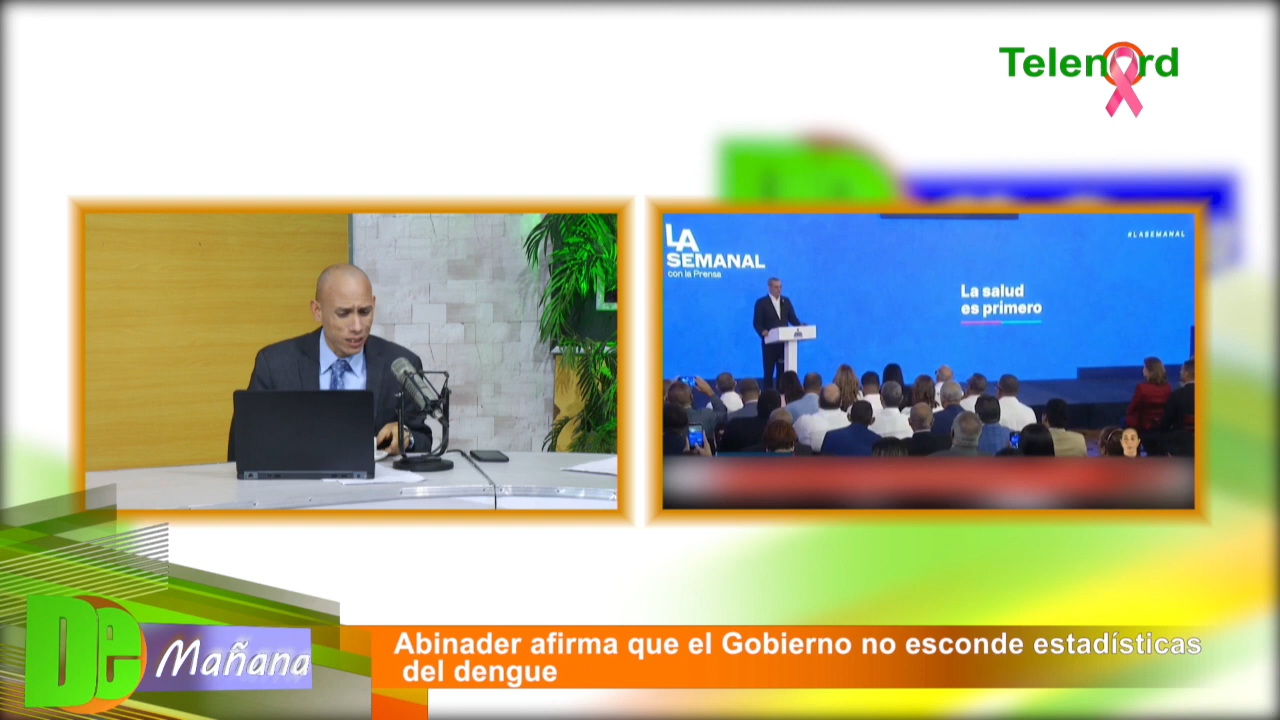 Telenord
LA
SEMANAL
con la Prensa
#LASEMANAL
La salud
es primero
De
Mañana
Abinader afirma que el Gobierno no esconde estadísticas
del dengue